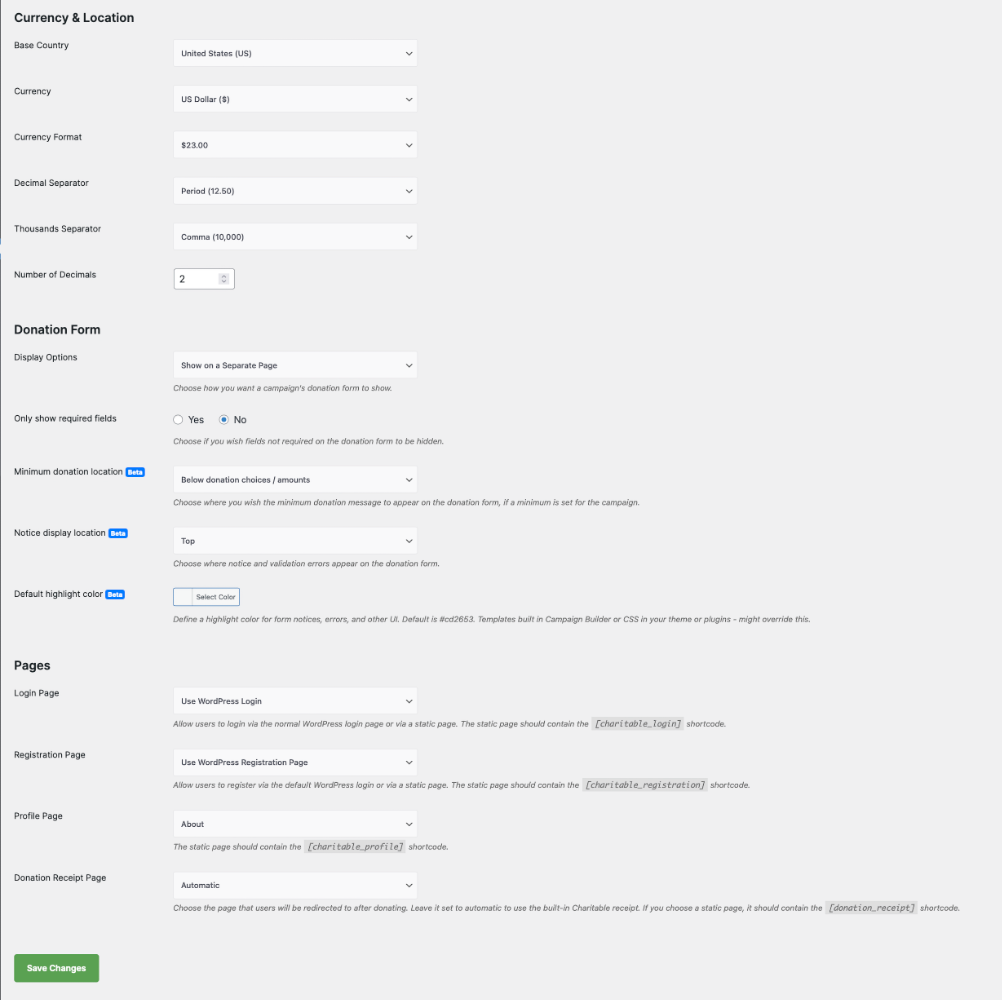 Currency & Location
Base Country
United States (US)
Currency
US Dollar ($)
Currency Format
$23.00
Decimal Separator
Period (12.50)
Thousands Separator
Comma (10,000)
Number of Decimals
2
Donation Form
Display Options
Show on a Separate Page
Choose how you want a campaign's donation form to show.
Only show required fields
Yes No
Choose if you wish fields not required on the donation form to be hidden.
Minimum donation location Beta
Below donation choices / amounts
Choose where you wish the minimum donation message to appear on the donation form, if a minimum is set for the campaign.
Notice display location Beta
Top
Choose where notice and validation errors appear on the donation form.
Default highlight color Beta
Select Color
Define a highlight color for form notices, errors, and other UI. Default is #cd2653. Templates built in Campaign Builder or CSS in your theme or plugins - might override this.
Pages
Login Page
Use WordPress Login
Allow users to login via the normal WordPress login page or via a static page. The static page should contain the [charitable_login] shortcode.
Registration Page
Use WordPress Registration Page
Allow users to register via the default WordPress login or via a static page. The static page should contain the [charitable_registration] shortcode.
Profile Page
About
The static page should contain the [charitable_profile] shortcode.
Donation Receipt Page
Automatic
Choose the page that users will be redirected to after donating. Leave it set to automatic to use the built-in Charitable receipt. If you choose a static page, it should contain the [donation_receipt] shortcode.
Save Changes